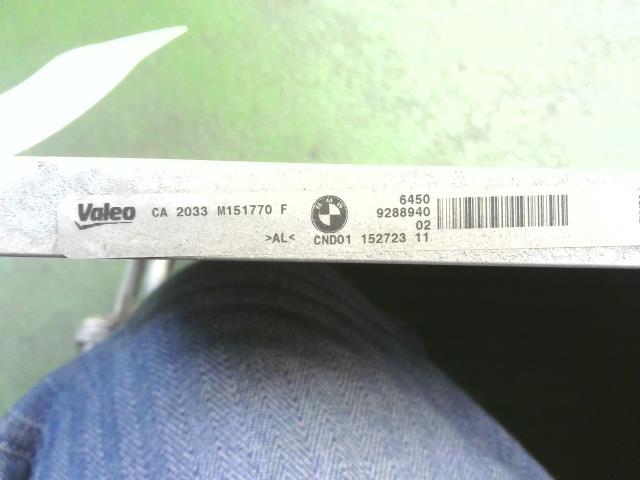 Valeo CA 2033 M151770 F BMW 6450
9288940
02
>AL< CND01 152723 11